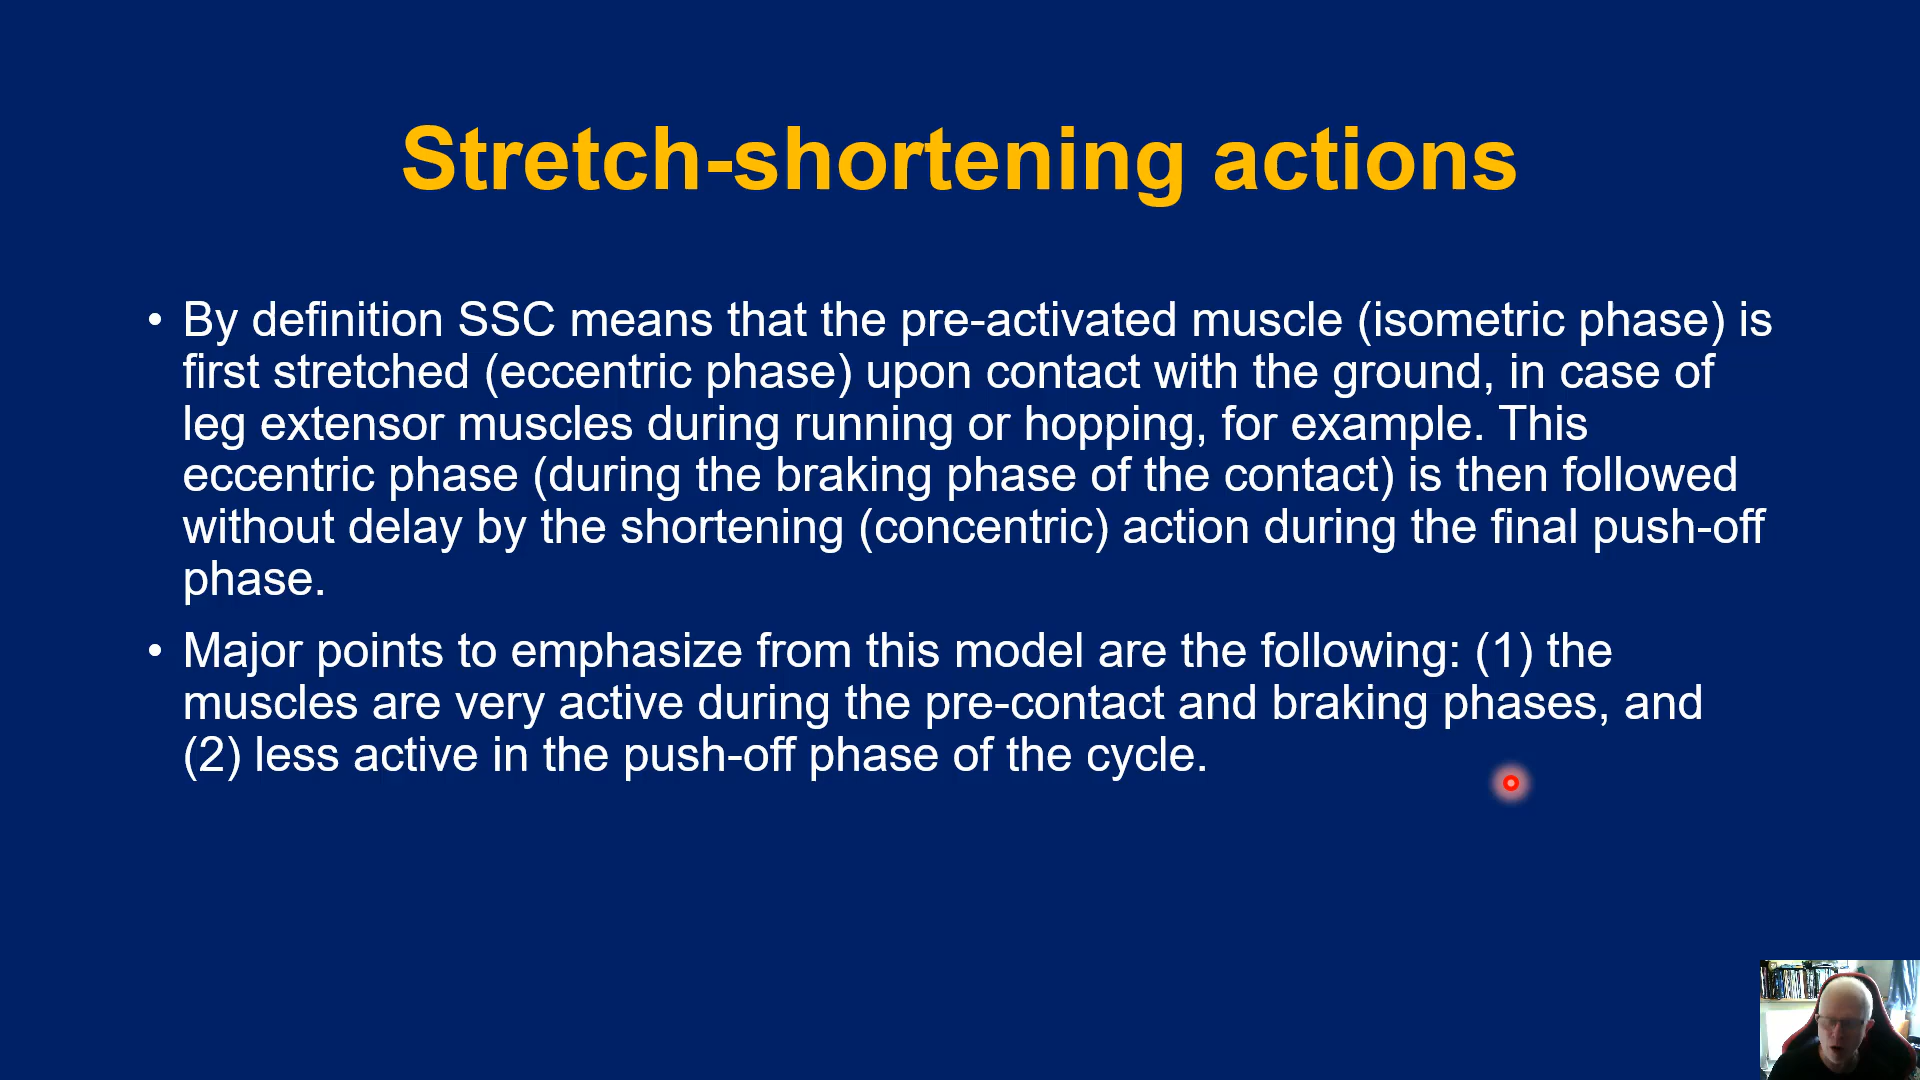 Stretch-shortening actions
• By definition SSC means that the pre-activated muscle (isometric phase) is
first stretched (eccentric phase) upon contact with the ground, in case of
leg extensor muscles during running or hopping, for example. This
eccentric phase (during the braking phase of the contact) is then followed
without delay by the shortening (concentric) action during the final push-off
phase.
• Major points to emphasize from this model are the following: (1) the
muscles are very active during the pre-contact and braking phases, and
(2) less active in the push-off phase of the cycle.